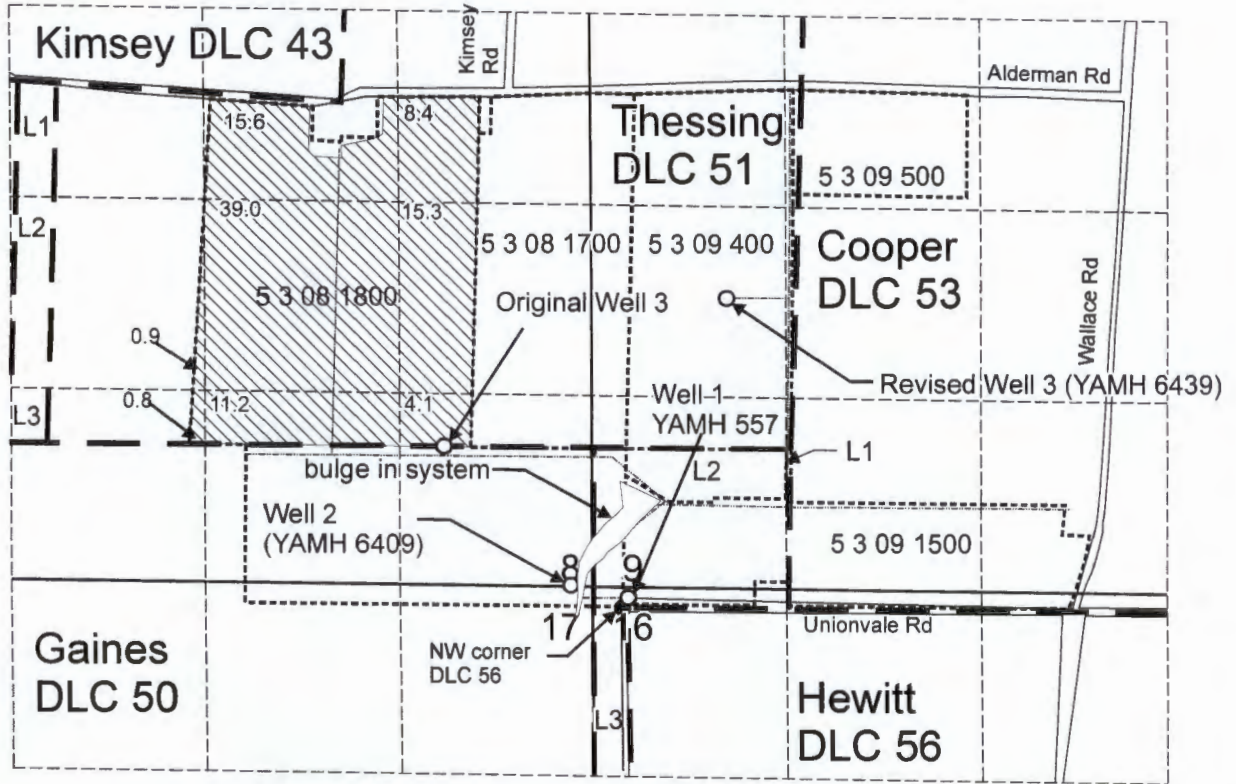 Kimsey DLC 43
Kimsey
Rd
Alderman Rd
L1
15.6
8.4
Thessing
DLC 51
5 3 09 500
L2
39.0
15.3
5 3 08 1700
5 3 09 400
Cooper
DLC 53
Wallace Rd
5 3 08 1800
Original Well 3
0.9
Revised Well 3 (YAMH 6439)
0.8
L3
11.2
4.1
Well 1
YAMH 557
L1
bulge in system
L2
Well 2
(YAMH 6409)
5 3 09 1500
8
9
17
16
Unionvale Rd
NW corner
DLC 56
Gaines
DLC 50
L3
Hewitt
DLC 56